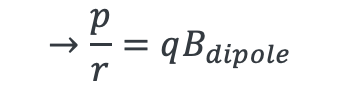 → p/r = qB_dipole